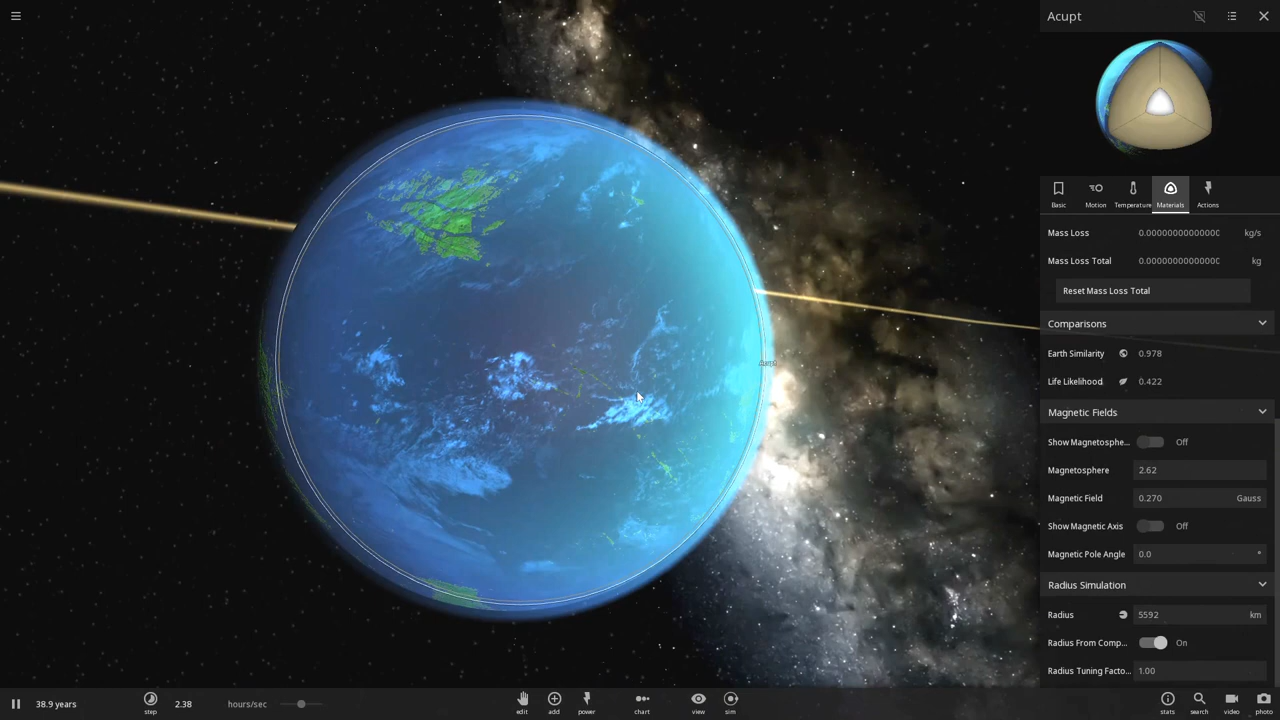 Acupt
Basic
Motion
Temperature
Materials
Actions
Mass Loss 0.0000000000000C kg/s
Mass Loss Total 0.0000000000000C kg
Reset Mass Loss Total
Comparisons
Earth Similarity 0.978
Life Likelihood 0.422
Magnetic Fields
Show Magnetosphe... Off
Magnetosphere 2.62
Magnetic Field 0.270 Gauss
Show Magnetic Axis Off
Magnetic Pole Angle 0.0 °
Radius Simulation
Radius 5592 km
Radius From Comp... On
Radius Tuning Facto... 1.00
Acupt
38.9 years
step
2.38 hours/sec
edit
add
power
chart
view
sim
stats
search
video
photo